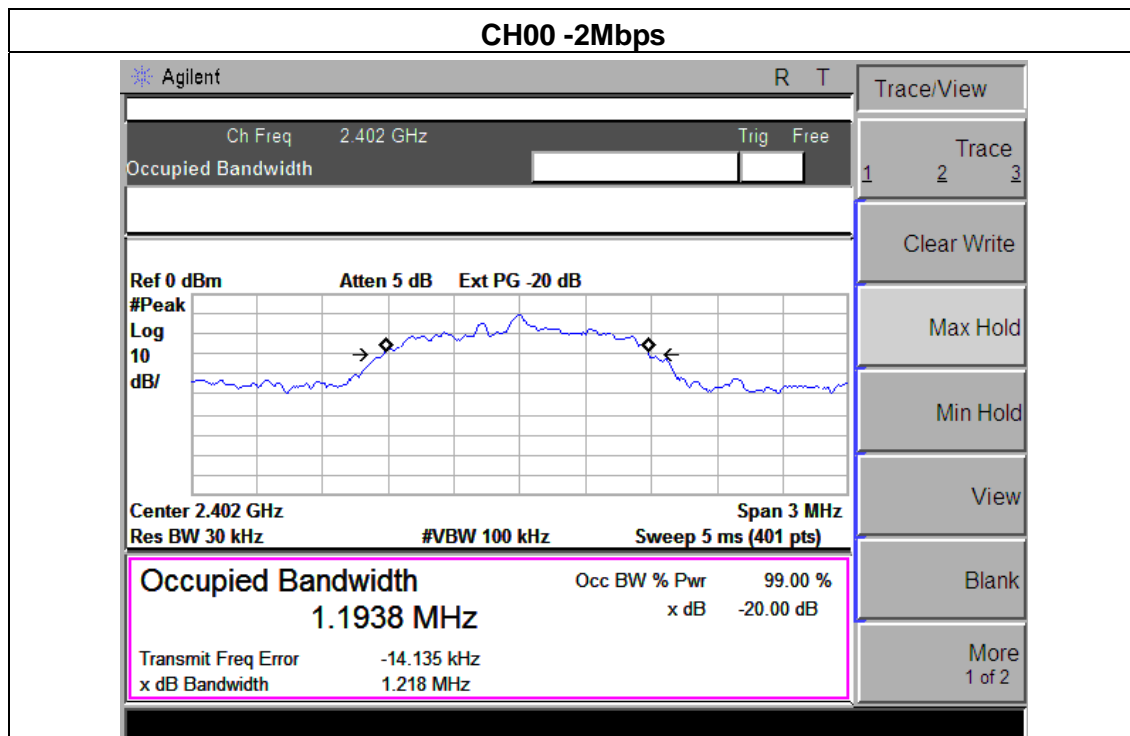 CH00 -2Mbps
Agilent R T
Trace/View
Ch Freq 2.402 GHz Trig Free
Occupied Bandwidth
Trace
1 2 3
Clear Write
Ref 0 dBm Atten 5 dB Ext PG -20 dB
#Peak
Log
10
dB/
Max Hold
Min Hold
View
Center 2.402 GHz Span 3 MHz
Res BW 30 kHz #VBW 100 kHz Sweep 5 ms (401 pts)
Occupied Bandwidth Occ BW % Pwr 99.00 %
1.1938 MHz x dB -20.00 dB
Transmit Freq Error -14.135 kHz
x dB Bandwidth 1.218 MHz
Blank
More
1 of 2